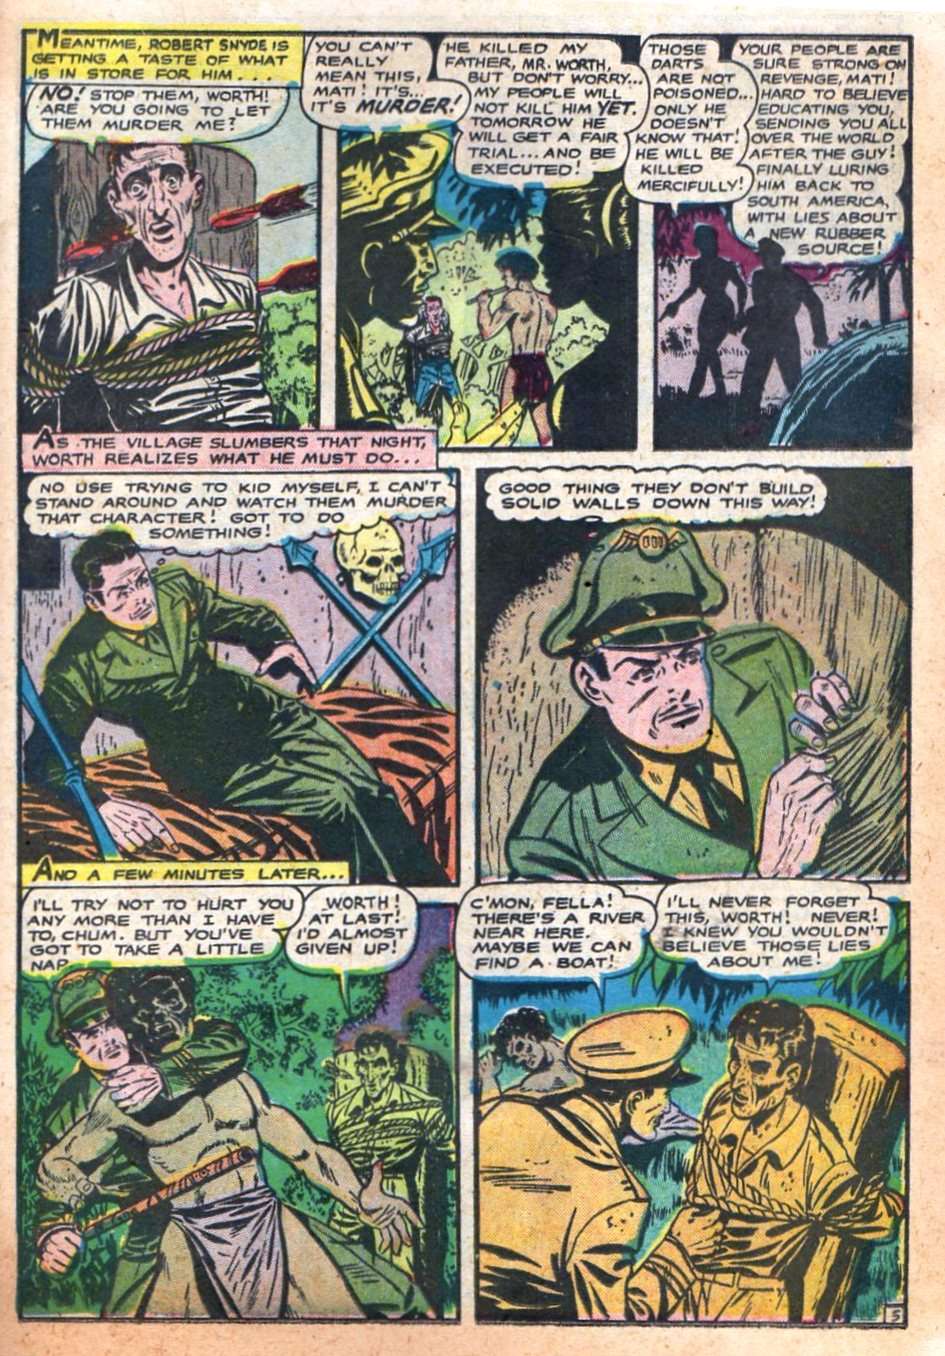 MEANTIME, ROBERT SNYDE IS
GETTING A TASTE OF WHAT
IS IN STORE FOR HIM...
NO! STOP THEM, WORTH!
ARE YOU GOING TO LET
THEM MURDER ME?
YOU CAN'T
REALLY
MEAN THIS,
MATI! IT'S...
IT'S MURDER!
HE KILLED MY
FATHER, MR. WORTH,
BUT DON'T WORRY...
MY PEOPLE WILL
NOT KILL HIM YET.
TOMORROW HE
WILL GET A FAIR
TRIAL... AND BE
EXECUTED!
THOSE
DARTS
ARE NOT
POISONED...
ONLY HE
DOESN'T
KNOW THAT!
HE WILL BE
KILLED
MERCIFULLY!
YOUR PEOPLE ARE
SURE STRONG ON
REVENGE, MATI!
HARD TO BELIEVE
EDUCATING YOU,
SENDING YOU ALL
OVER THE WORLD
AFTER THE GUY!
FINALLY LURING
HIM BACK TO
SOUTH AMERICA,
WITH LIES ABOUT
A NEW RUBBER
SOURCE!
AS THE VILLAGE SLUMBERS THAT NIGHT,
WORTH REALIZES WHAT HE MUST DO...
NO USE TRYING TO KID MYSELF, I CAN'T
STAND AROUND AND WATCH THEM MURDER
THAT CHARACTER! GOT TO DO
SOMETHING!
GOOD THING THEY DON'T BUILD
SOLID WALLS DOWN THIS WAY!
AND A FEW MINUTES LATER...
I'LL TRY NOT TO HURT YOU
ANY MORE THAN I HAVE
TO, CHUM. BUT YOU'VE
GOT TO TAKE A LITTLE
NAP
WORTH!
AT LAST!
I'D ALMOST
GIVEN UP!
C'MON, FELLA!
THERE'S A RIVER
NEAR HERE.
MAYBE WE CAN
FIND A BOAT!
I'LL NEVER FORGET
THIS, WORTH! NEVER!
I KNEW YOU WOULDN'T
BELIEVE THOSE LIES
ABOUT ME!
5